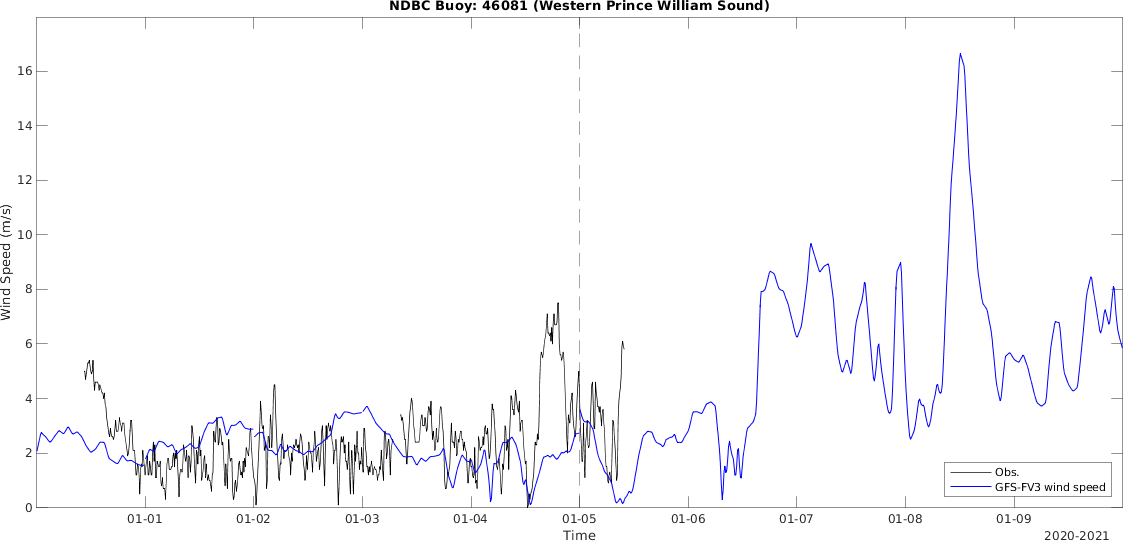 NDBC Buoy: 46081 (Western Prince William Sound)
Wind Speed (m/s)
16
14
12
10
8
6
4
2
0
01-01 01-02 01-03 01-04 01-05 01-06 01-07 01-08 01-09
Time
2020-2021
Obs.
GFS-FV3 wind speed